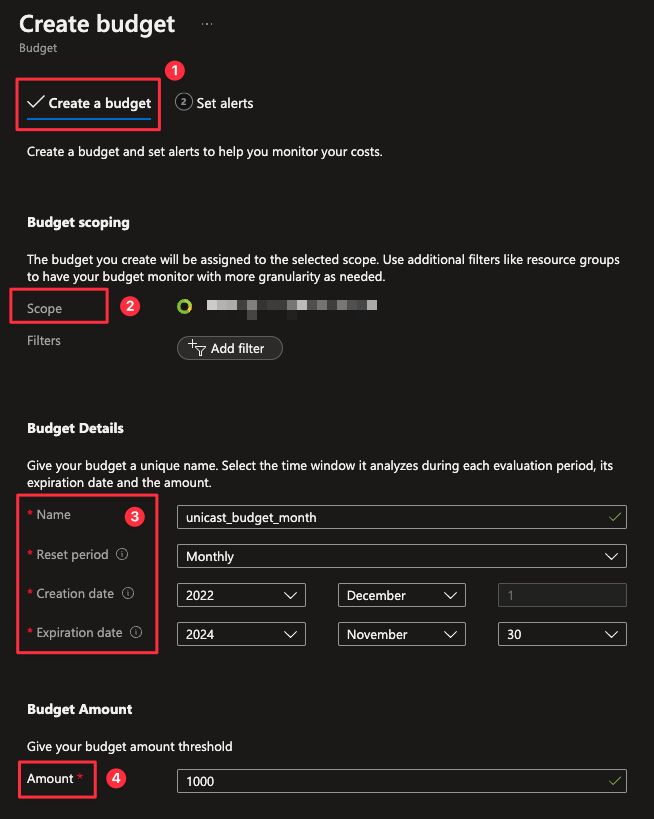 Create budget ...
Budget
1
Create a budget 2 Set alerts
Create a budget and set alerts to help you monitor your costs.
Budget scoping
The budget you create will be assigned to the selected scope. Use additional filters like resource groups
to have your budget monitor with more granularity as needed.
Scope 2
Filters Add filter
Budget Details
Give your budget a unique name. Select the time window it analyzes during each evaluation period, its
expiration date and the amount.
* Name 3 unicast_budget_month
* Reset period Monthly
* Creation date 2022 December 1
* Expiration date 2024 November 30
Budget Amount
Give your budget amount threshold
Amount * 4 1000